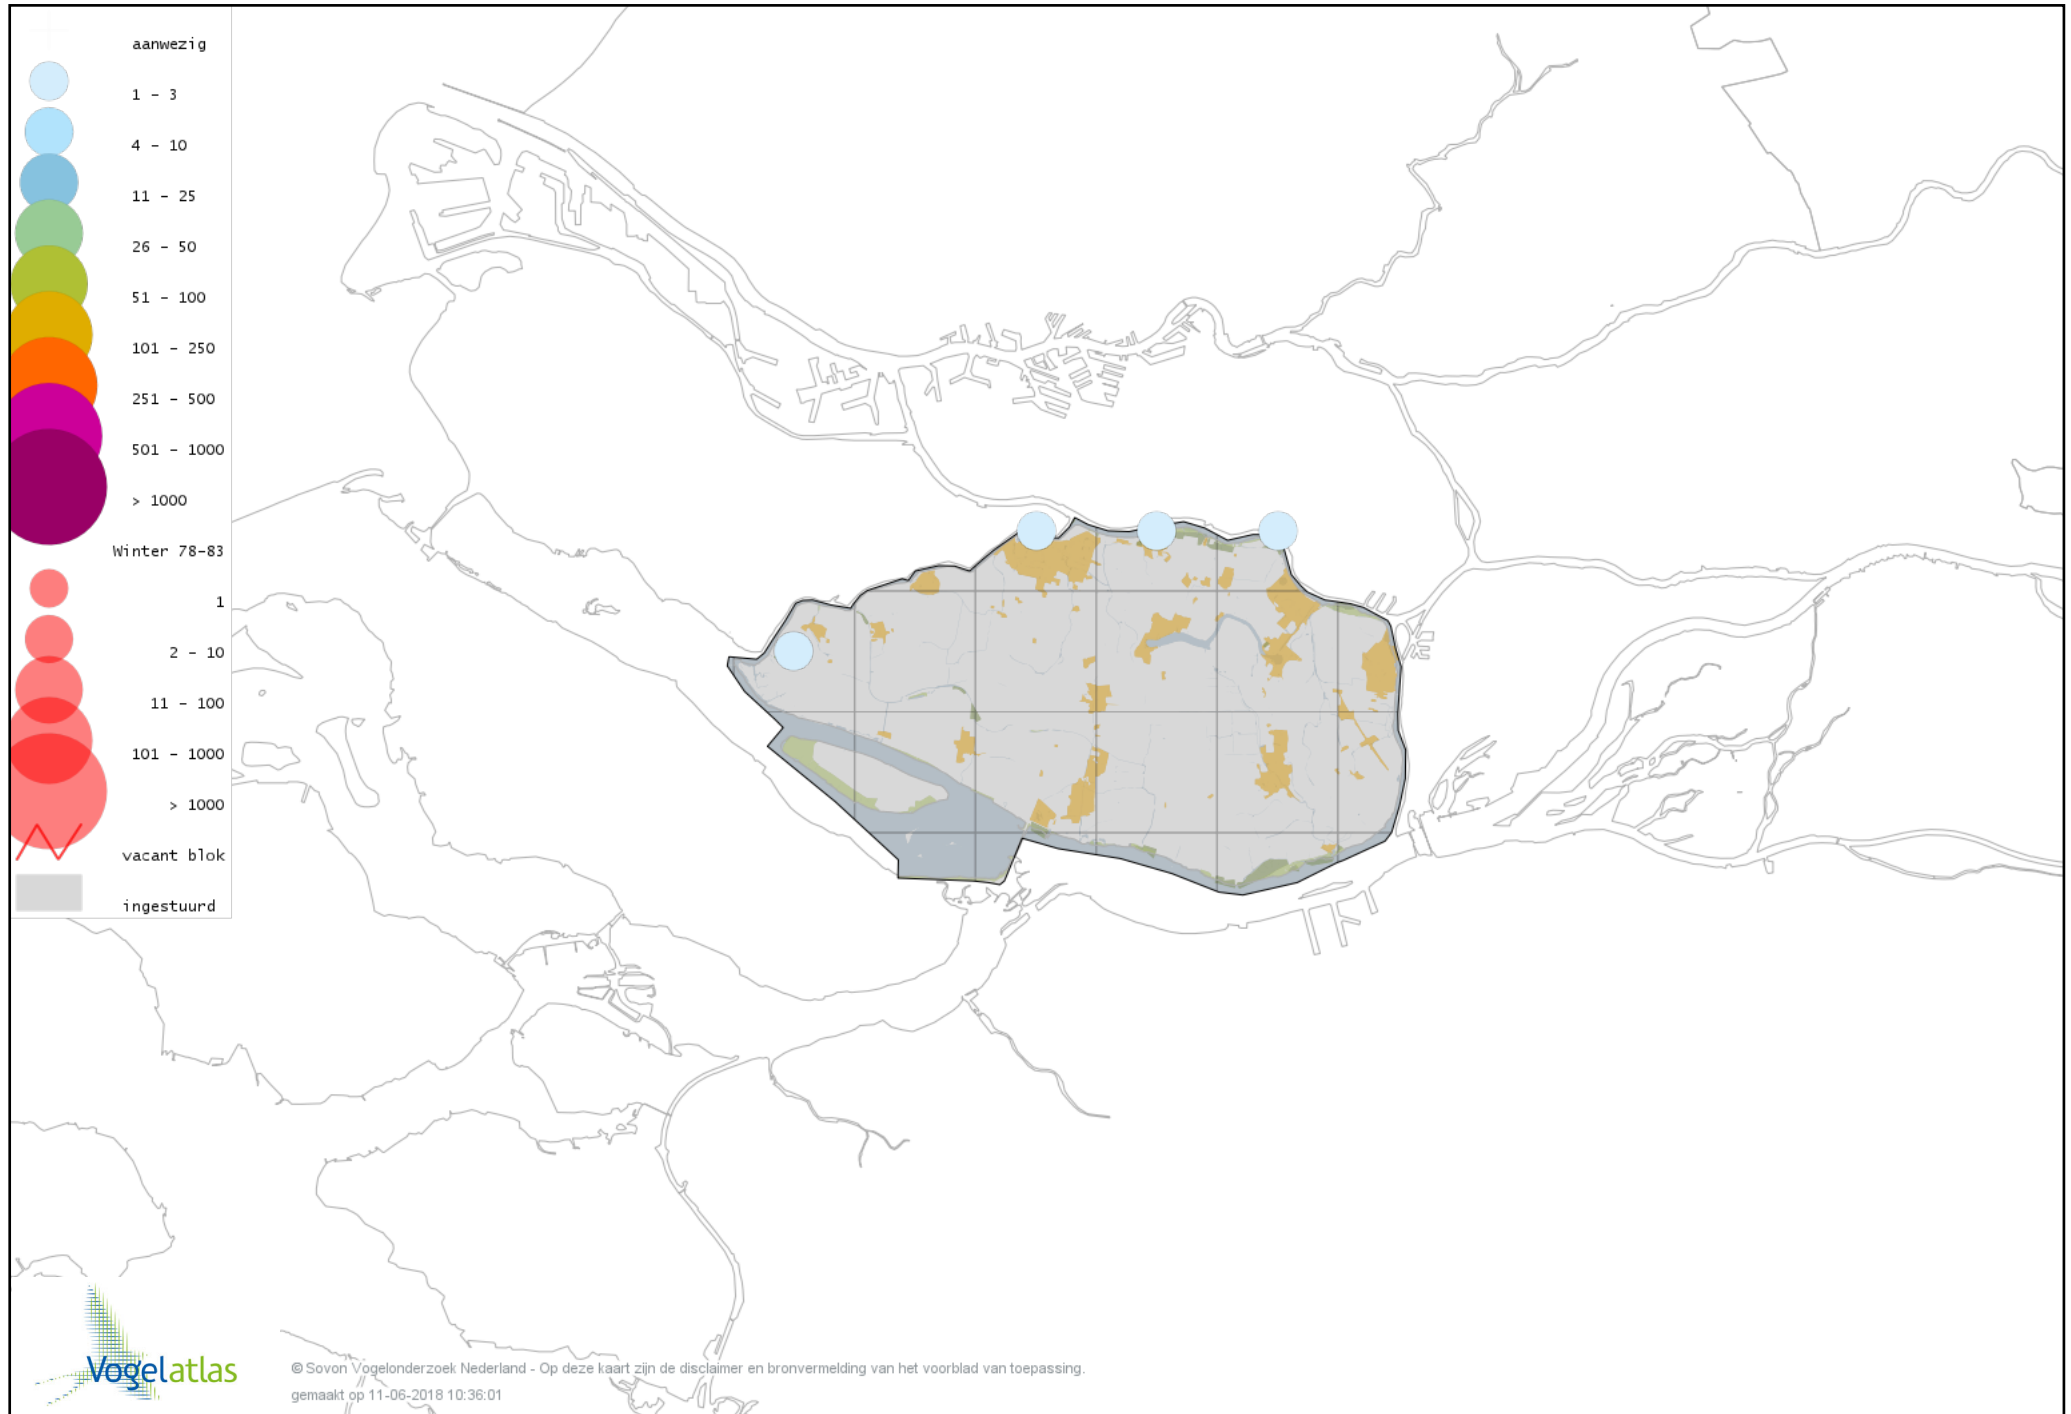 aanwezig
1 - 3
4 - 10
11 - 25
26 - 50
51 - 100
101 - 250
251 - 500
501 - 1000
> 1000
Winter 78-83
1
2 - 10
11 - 100
101 - 1000
> 1000
vacant blok
ingestuurd
Vogelatlas
© Sovon Vogelonderzoek Nederland - Op deze kaart zijn de disclaimer en bronvermelding van het voorblad van toepassing.
gemaakt op 11-06-2018 10:36:01